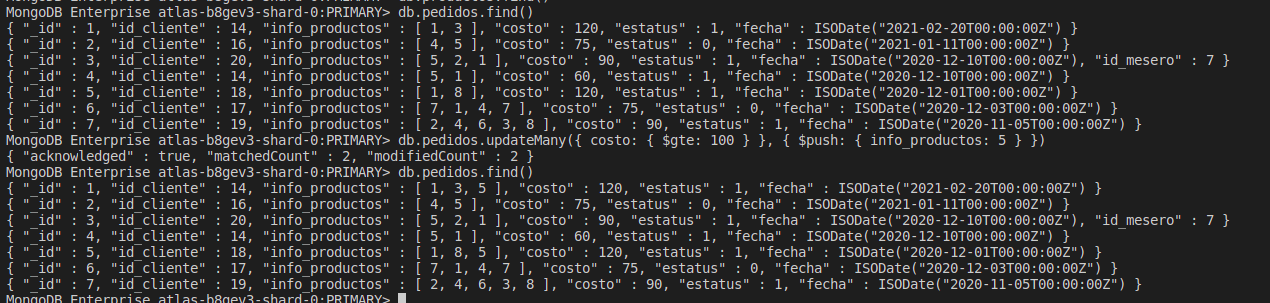 MongoDB Enterprise atlas-b8gev3-shard-0:PRIMARY> db.pedidos.find()
{ "_id" : 1, "id_cliente" : 14, "info_productos" : [ 1, 3 ], "costo" : 120, "estatus" : 1, "fecha" : ISODate("2021-02-20T00:00:00Z") }
{ "_id" : 2, "id_cliente" : 16, "info_productos" : [ 4, 5 ], "costo" : 75, "estatus" : 0, "fecha" : ISODate("2021-01-11T00:00:00Z") }
{ "_id" : 3, "id_cliente" : 20, "info_productos" : [ 5, 2, 1 ], "costo" : 90, "estatus" : 1, "fecha" : ISODate("2020-12-10T00:00:00Z"), "id_mesero" : 7 }
{ "_id" : 4, "id_cliente" : 14, "info_productos" : [ 5, 1 ], "costo" : 60, "estatus" : 1, "fecha" : ISODate("2020-12-10T00:00:00Z") }
{ "_id" : 5, "id_cliente" : 18, "info_productos" : [ 1, 8 ], "costo" : 120, "estatus" : 1, "fecha" : ISODate("2020-12-01T00:00:00Z") }
{ "_id" : 6, "id_cliente" : 17, "info_productos" : [ 7, 1, 4, 7 ], "costo" : 75, "estatus" : 0, "fecha" : ISODate("2020-12-03T00:00:00Z") }
{ "_id" : 7, "id_cliente" : 19, "info_productos" : [ 2, 4, 6, 3, 8 ], "costo" : 90, "estatus" : 1, "fecha" : ISODate("2020-11-05T00:00:00Z") }
MongoDB Enterprise atlas-b8gev3-shard-0:PRIMARY> db.pedidos.updateMany({ costo: { $gte: 100 } }, { $push: { info_productos: 5 } })
{ "acknowledged" : true, "matchedCount" : 2, "modifiedCount" : 2 }
MongoDB Enterprise atlas-b8gev3-shard-0:PRIMARY> db.pedidos.find()
{ "_id" : 1, "id_cliente" : 14, "info_productos" : [ 1, 3, 5 ], "costo" : 120, "estatus" : 1, "fecha" : ISODate("2021-02-20T00:00:00Z") }
{ "_id" : 2, "id_cliente" : 16, "info_productos" : [ 4, 5 ], "costo" : 75, "estatus" : 0, "fecha" : ISODate("2021-01-11T00:00:00Z") }
{ "_id" : 3, "id_cliente" : 20, "info_productos" : [ 5, 2, 1 ], "costo" : 90, "estatus" : 1, "fecha" : ISODate("2020-12-10T00:00:00Z"), "id_mesero" : 7 }
{ "_id" : 4, "id_cliente" : 14, "info_productos" : [ 5, 1 ], "costo" : 60, "estatus" : 1, "fecha" : ISODate("2020-12-10T00:00:00Z") }
{ "_id" : 5, "id_cliente" : 18, "info_productos" : [ 1, 8, 5 ], "costo" : 120, "estatus" : 1, "fecha" : ISODate("2020-12-01T00:00:00Z") }
{ "_id" : 6, "id_cliente" : 17, "info_productos" : [ 7, 1, 4, 7 ], "costo" : 75, "estatus" : 0, "fecha" : ISODate("2020-12-03T00:00:00Z") }
{ "_id" : 7, "id_cliente" : 19, "info_productos" : [ 2, 4, 6, 3, 8 ], "costo" : 90, "estatus" : 1, "fecha" : ISODate("2020-11-05T00:00:00Z") }
MongoDB Enterprise atlas-b8gev3-shard-0:PRIMARY>